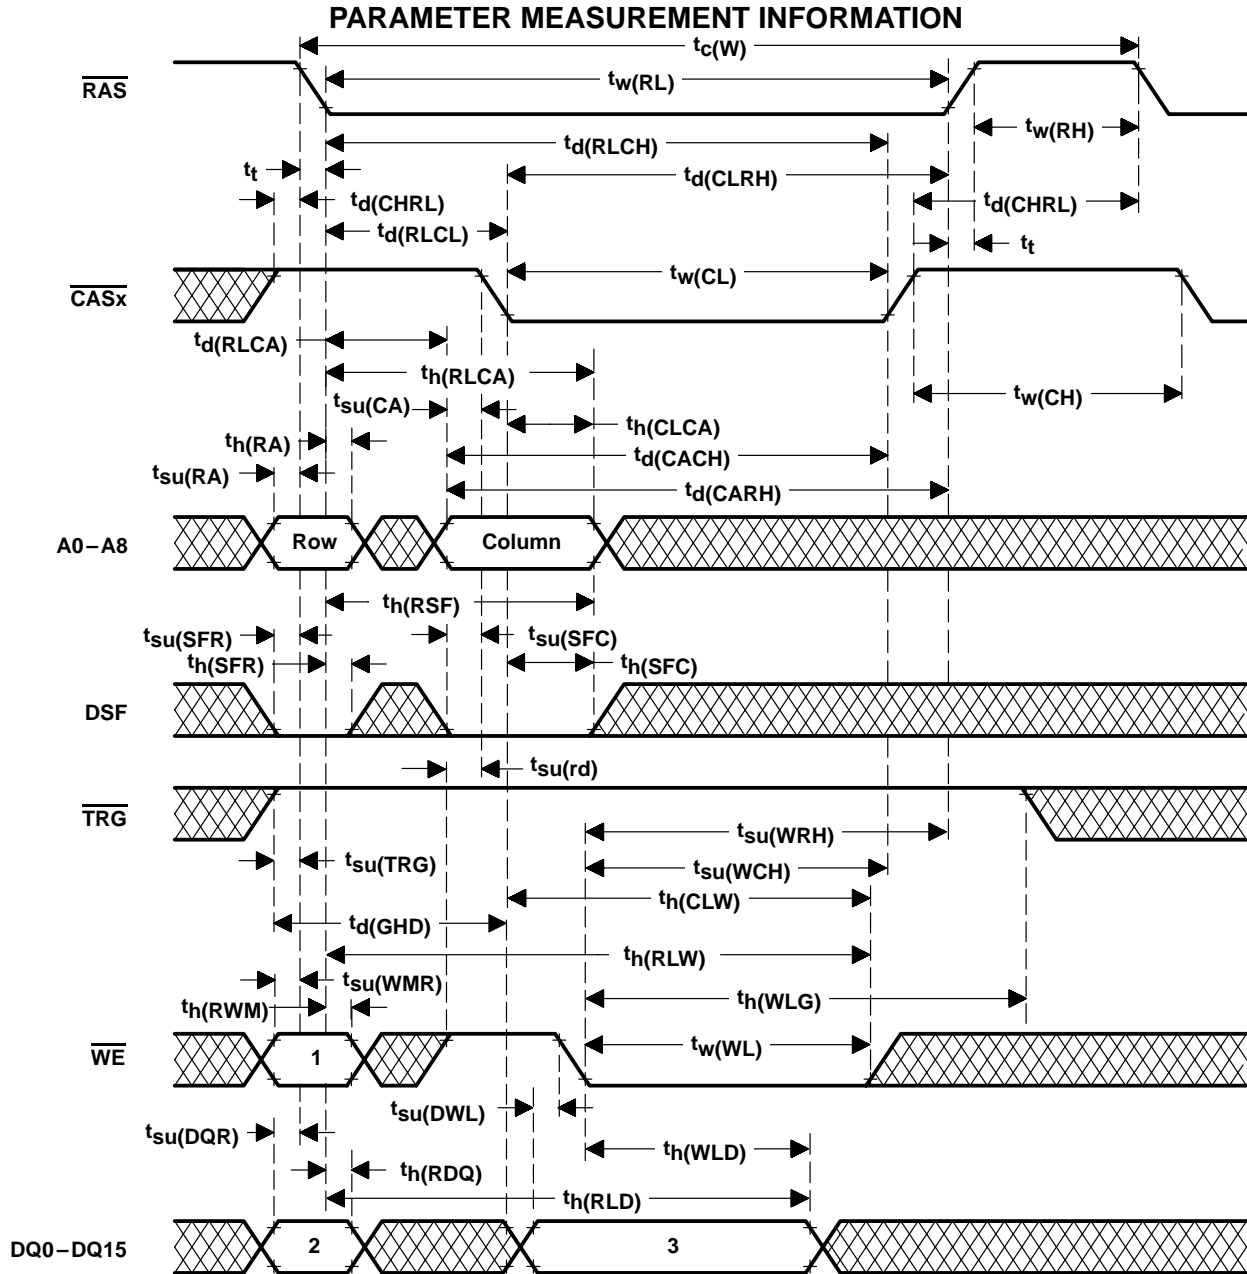 PARAMETER MEASUREMENT INFORMATION
tc(W)
RAS
tw(RL)
tw(RH)
td(RLCH)
tt
td(CLRH)
td(CHRL)
td(CHRL)
td(RLCL)
tt
CASx
tw(CL)
td(RLCA)
th(RLCA)
tsu(CA)
tw(CH)
th(CLCA)
th(RA)
td(CACH)
tsu(RA)
td(CARH)
A0–A8
Row
Column
th(RSF)
tsu(SFR)
tsu(SFC)
th(SFR)
th(SFC)
DSF
tsu(rd)
TRG
tsu(WRH)
tsu(TRG)
tsu(WCH)
th(CLW)
td(GHD)
th(RLW)
tsu(WMR)
th(RWM)
th(WLG)
WE
1
tw(WL)
tsu(DWL)
tsu(DQR)
th(WLD)
th(RDQ)
th(RLD)
DQ0–DQ15
2
3